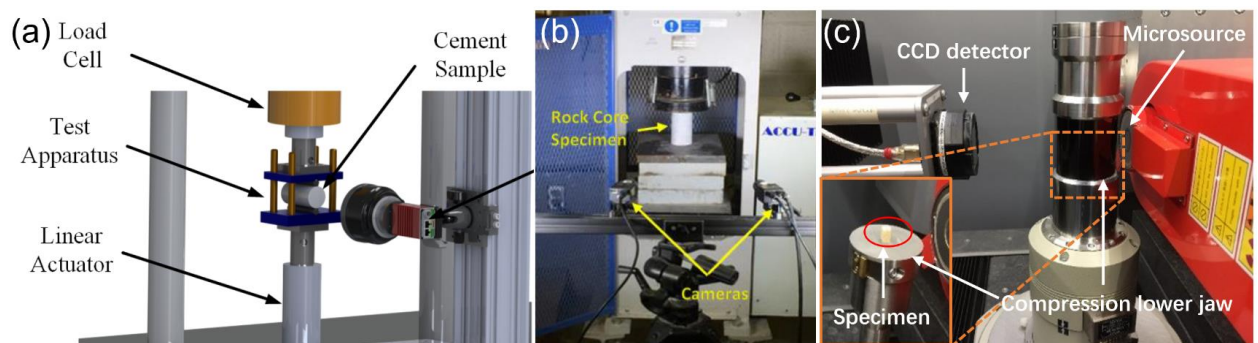 (a)
Load
Cell
Cement
Sample
Test
Apparatus
Linear
Actuator
(b)
Rock Core
Specimen
ACCU-T
Cameras
(c)
CCD detector
Microsource
Specimen
Compression lower jaw